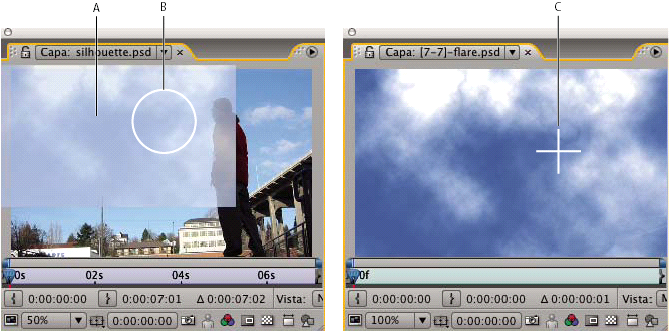 A
B
C
Capa: silhouette.psd
Capa: [7-7]-flare.psd
0s 02s 04s 06s
0f
{ 0:00:00:00 } 0:00:07:01 Δ 0:00:07:02 Vista:
{ 0:00:00:00 } 0:00:00:00 Δ 0:00:00:01 Vista:
50% 0:00:00:00
100% 0:00:00:00